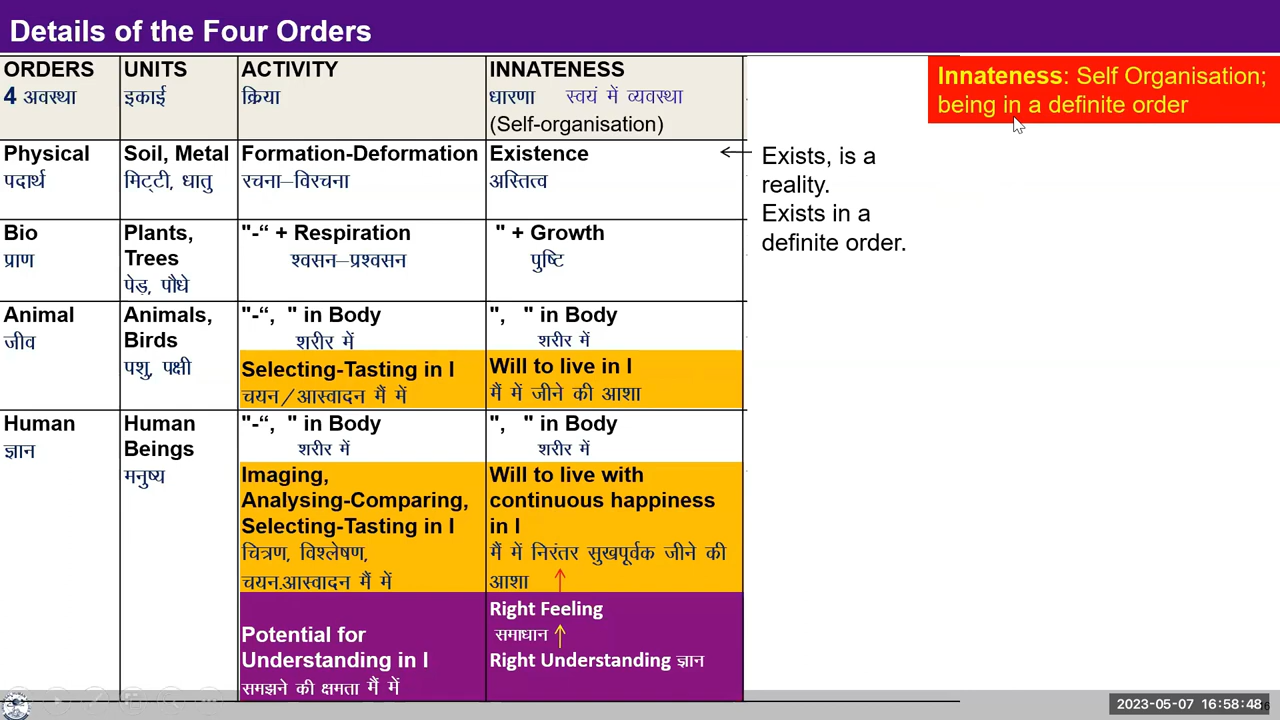 Details of the Four Orders
ORDERS
4 अवस्था
UNITS
इकाई
ACTIVITY
क्रिया
INNATENESS
धारणा स्वयं में व्यवस्था
(Self-organisation)
Innateness: Self Organisation;
being in a definite order
Physical
पदार्थ
Soil, Metal
मिट्टी, धातु
Formation-Deformation
रचना–विरचना
Existence
अस्तित्व
Exists, is a
reality.
Exists in a
definite order.
Bio
प्राण
Plants,
Trees
पेड़, पौधे
"-“ + Respiration
श्वसन–प्रश्वसन
" + Growth
पुष्टि
Animal
जीव
Animals,
Birds
पशु, पक्षी
"-“, " in Body
शरीर में
Selecting-Tasting in I
चयन/आस्वादन मैं में
", " in Body
शरीर में
Will to live in I
मैं में जीने की आशा
Human
ज्ञान
Human
Beings
मनुष्य
"-“, " in Body
शरीर में
Imaging,
Analysing-Comparing,
Selecting-Tasting in I
चित्रण, विश्लेषण,
चयन.आस्वादन मैं में
Potential for
Understanding in I
समझने की क्षमता मैं में
", " in Body
शरीर में
Will to live with
continuous happiness
in I
मैं में निरंतर सुखपूर्वक जीने की
आशा
Right Feeling
समाधान
Right Understanding ज्ञान
2023-05-07 16:58:48